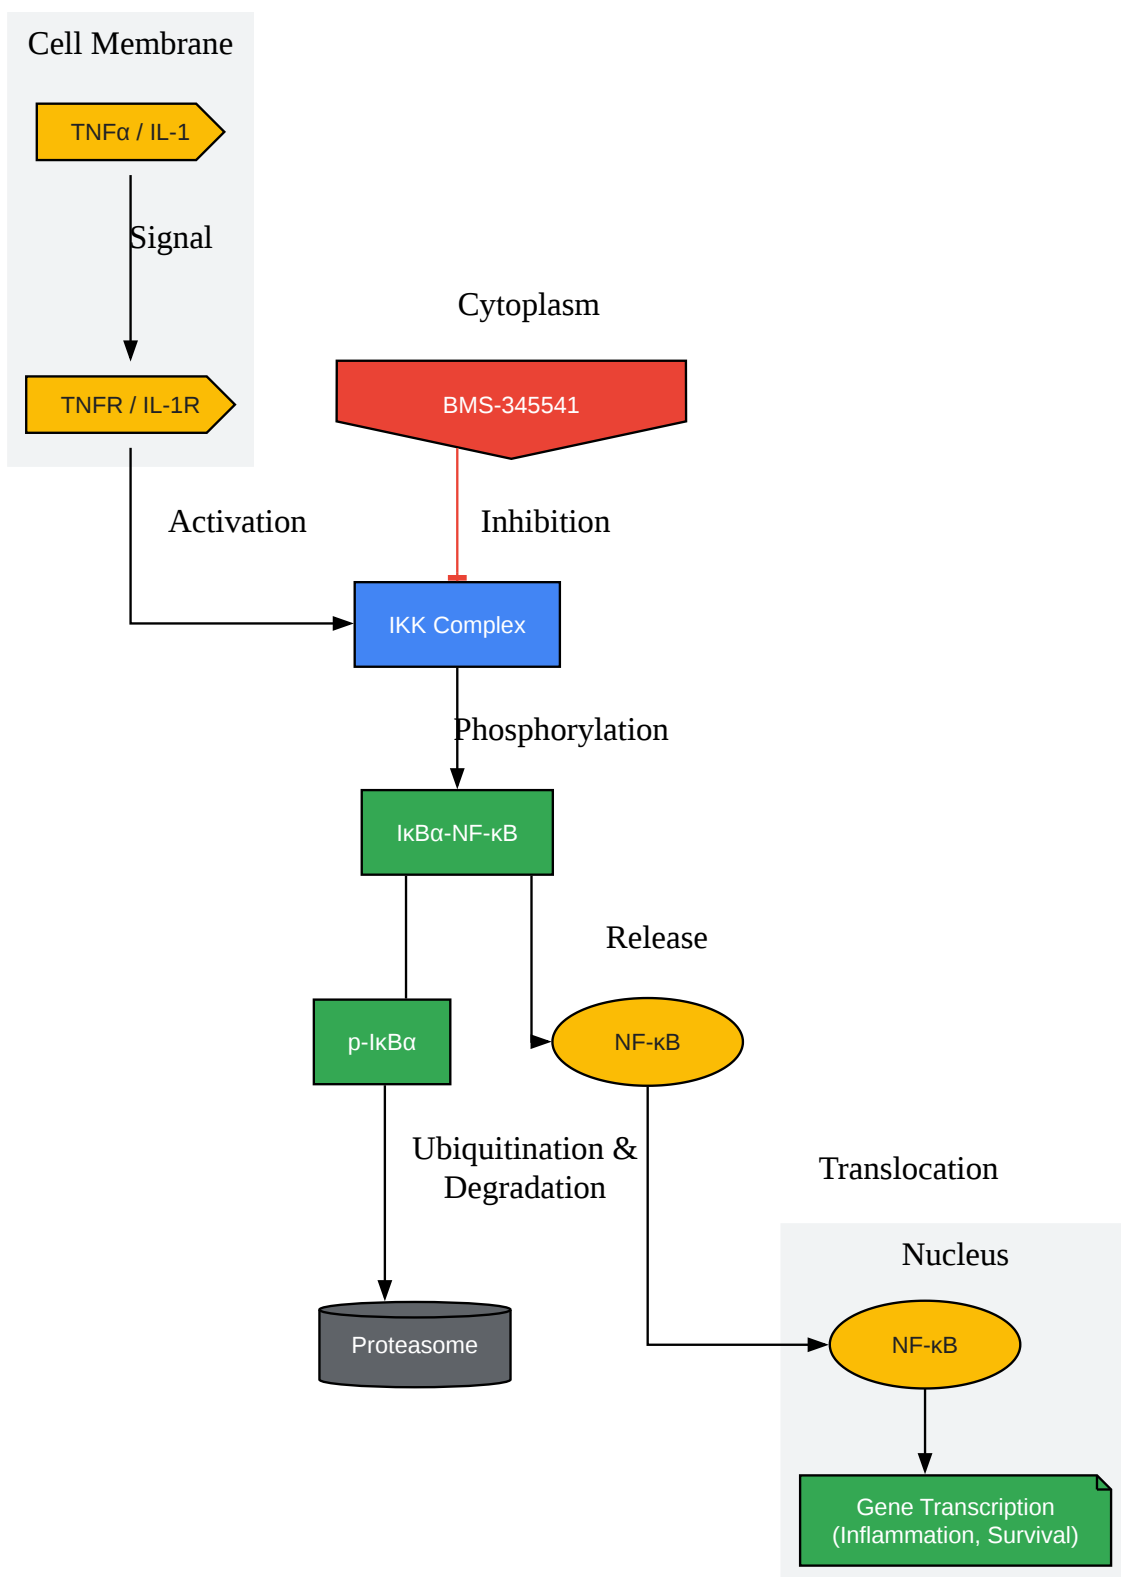 Cell Membrane
TNFα / IL-1
Signal
Cytoplasm
TNFR / IL-1R
BMS-345541
Activation
Inhibition
IKK Complex
Phosphorylation
IκBα-NF-κB
Release
p-IκBα
NF-κB
Ubiquitination &
Degradation
Translocation
Nucleus
Proteasome
NF-κB
Gene Transcription
(Inflammation, Survival)